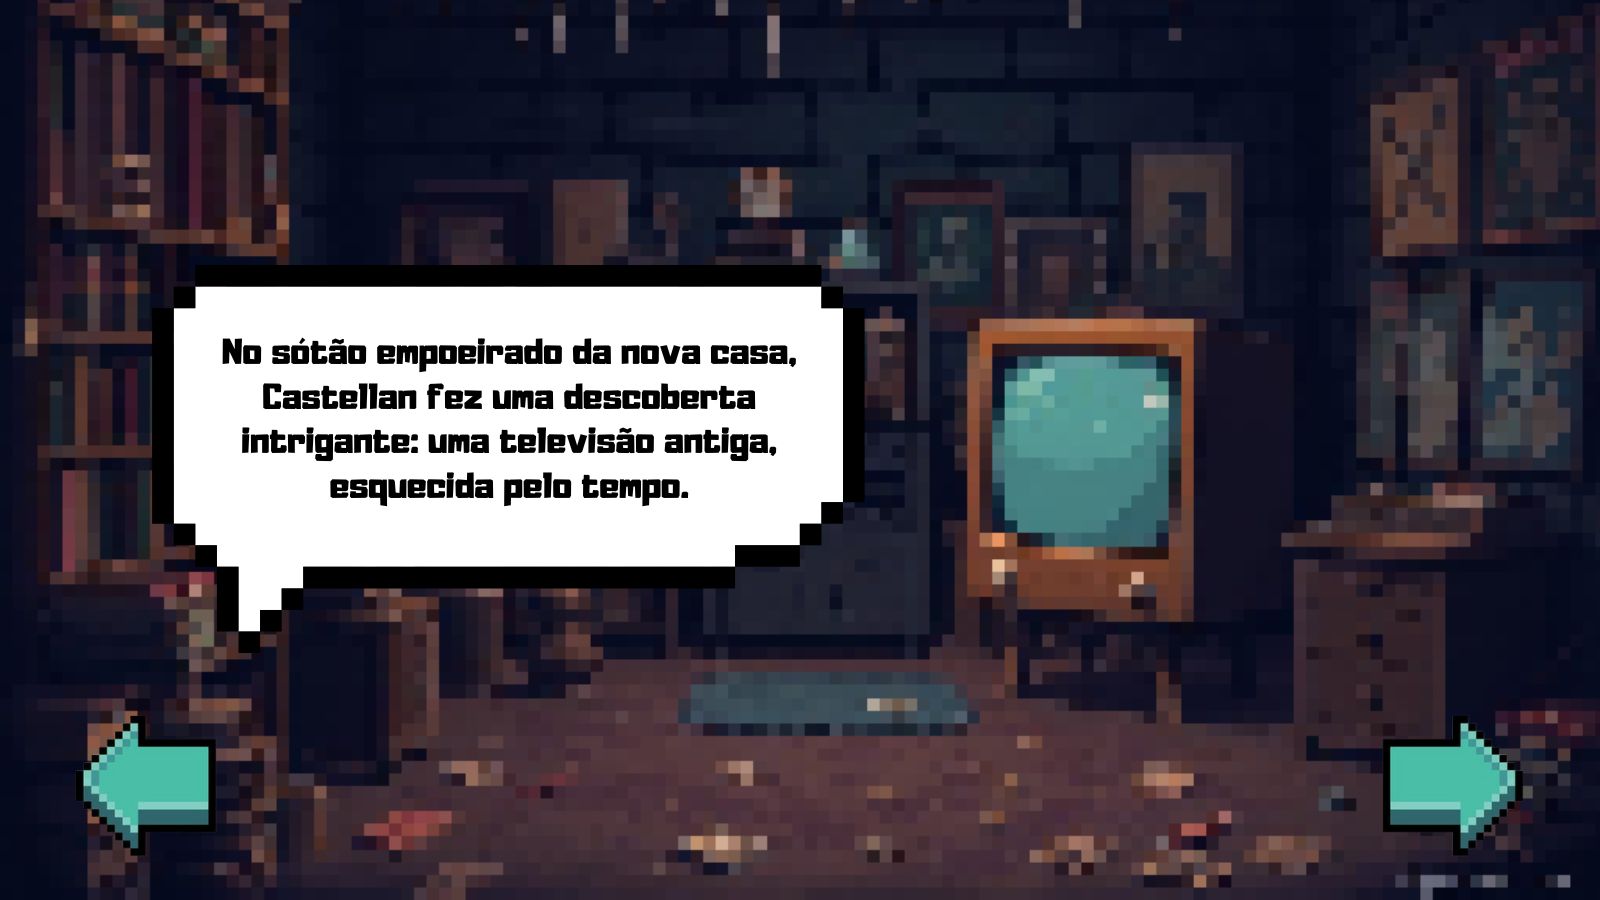 No sótão empoeirado da nova casa,
Castellan fez uma descoberta
intrigante: uma televisão antiga,
esquecida pelo tempo.